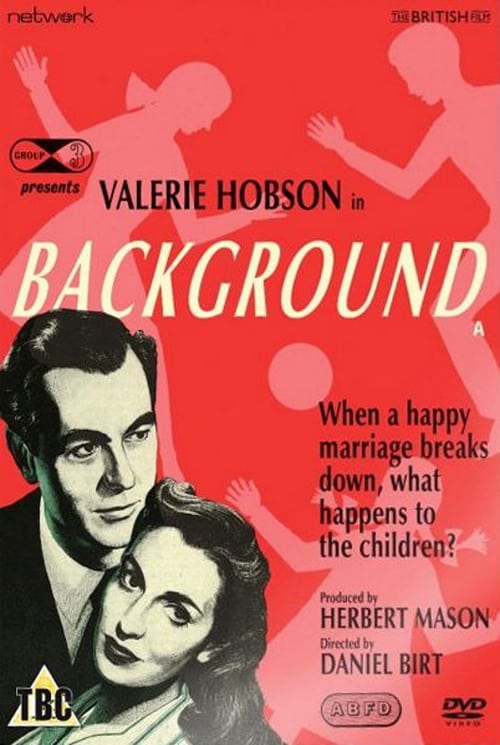 network
THE BRITISH FILM
GROUP 3
presents
VALERIE HOBSON in
BACKGROUND
A
When a happy
marriage breaks
down, what
happens to
the children?
Produced by
HERBERT MASON
Directed by
DANIEL BIRT
TBC
ABFD
DVD
VIDEO